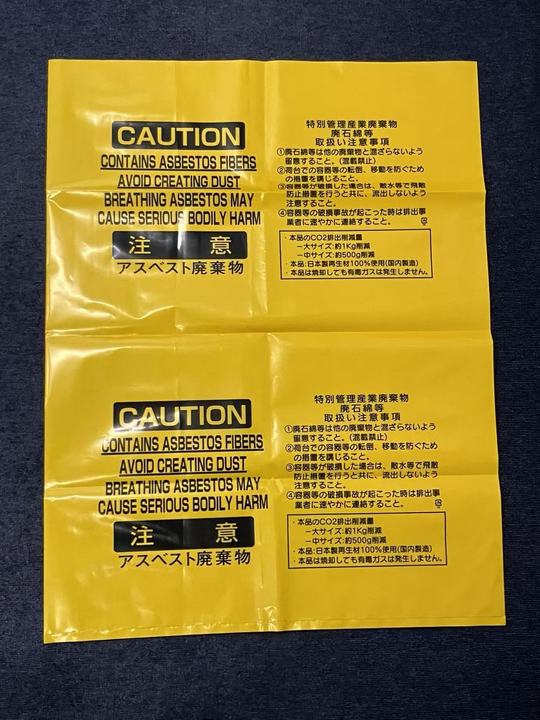 CAUTION
CONTAINS ASBESTOS FIBERS
AVOID CREATING DUST
BREATHING ASBESTOS MAY
CAUSE SERIOUS BODILY HARM
注 意
アスベスト廃棄物
特別管理産業廃棄物
廃石綿等
取扱い注意事項
①廃石綿等は他の廃棄物と混ざらないよう
留意すること。(混載禁止)
②荷台での容器等の転倒、移動を防ぐため
の措置を講じること。
③容器等が破損した場合は、散水等で飛散
防止措置を行うと共に、流出しないよう
注意すること。
④容器等の破損事故が起こった時は排出事
業者に速やかに連絡すること。
・本品のCO2排出削減量
ー大サイズ:約1Kg削減
ー中サイズ:約500g削減
・本品:日本製再生材100%使用(国内製造)
・本品は焼却しても有毒ガスは発生しません。
CAUTION
CONTAINS ASBESTOS FIBERS
AVOID CREATING DUST
BREATHING ASBESTOS MAY
CAUSE SERIOUS BODILY HARM
注 意
アスベスト廃棄物
特別管理産業廃棄物
廃石綿等
取扱い注意事項
①廃石綿等は他の廃棄物と混ざらないよう
留意すること。(混載禁止)
②荷台での容器等の転倒、移動を防ぐため
の措置を講じること。
③容器等が破損した場合は、散水等で飛散
防止措置を行うと共に、流出しないよう
注意すること。
④容器等の破損事故が起こった時は排出事
業者に速やかに連絡すること。
・本品のCO2排出削減量
ー大サイズ:約1Kg削減
ー中サイズ:約500g削減
・本品:日本製再生材100%使用(国内製造)
・本品は焼却しても有毒ガスは発生しません。